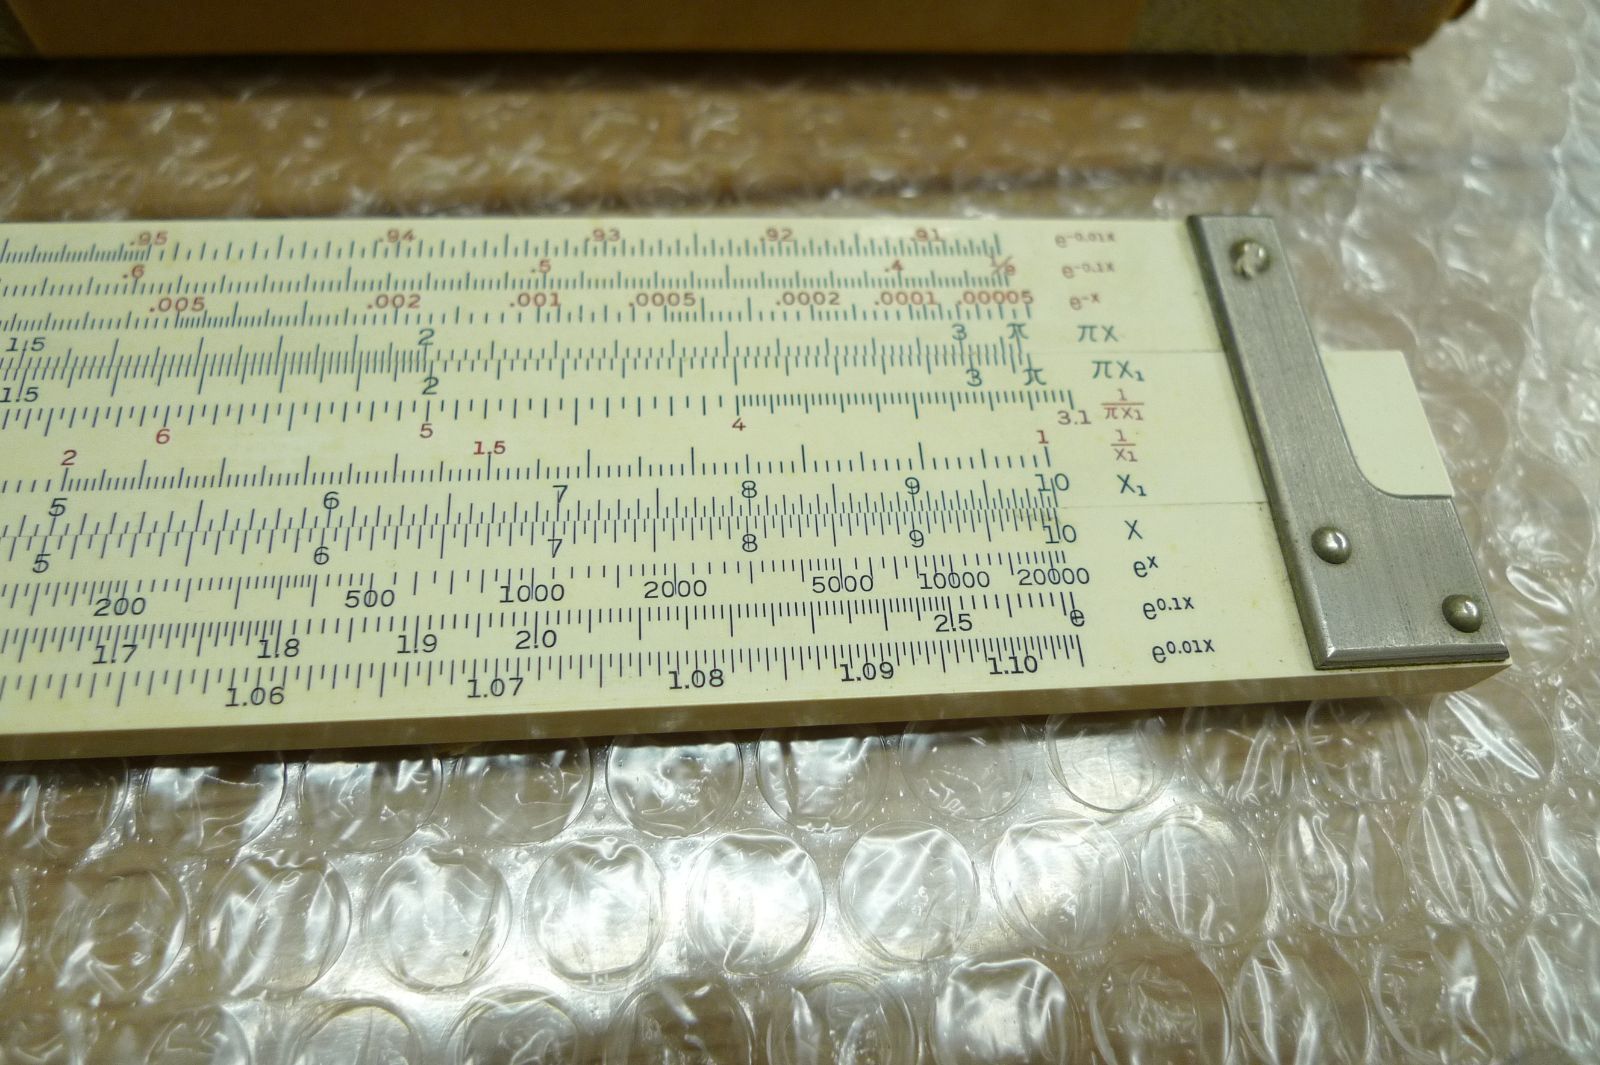 .95 .94 .93 .92 .91 e⁻⁰·⁰¹ˣ
.6 .5 .4 1/e e⁻⁰·¹ˣ
.005 .002 .001 .0005 .0002 .0001 .00005 e⁻ˣ
1.5 2 3 π πX
1.5 2 3 π πX₁
6 5 4 3.1 1/πX₁
2 1.5 1 1/X₁
5 6 7 8 9 10 X₁
5 6 7 8 9 10 X
200 500 1000 2000 5000 10000 20000 eˣ
1.7 1.8 1.9 2.0 2.5 e e⁰·¹ˣ
1.06 1.07 1.08 1.09 1.10 e⁰·⁰¹ˣ